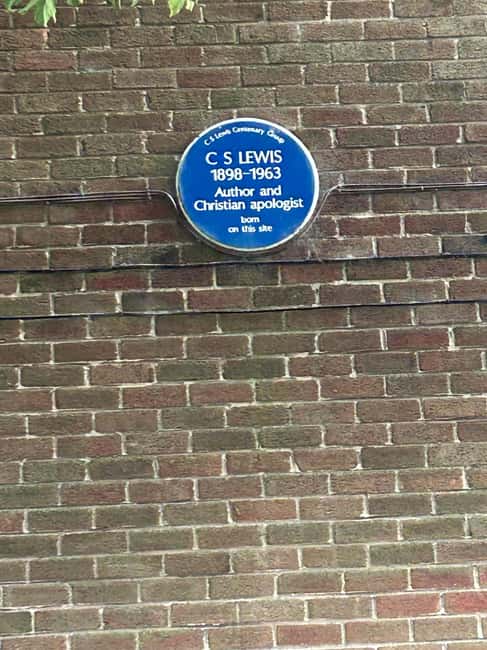 C S Lewis Centenary Group
C S LEWIS
1898–1963
Author and
Christian apologist
born
on this site